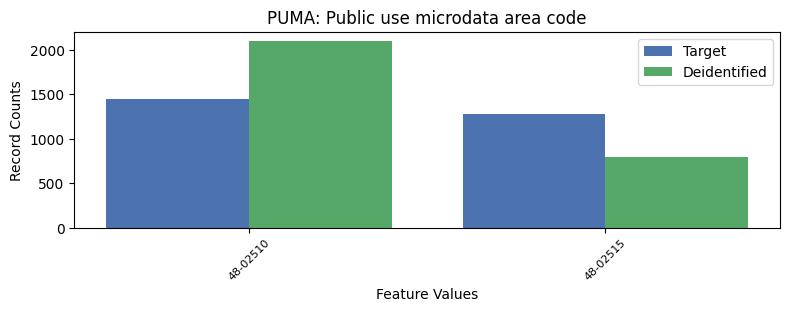 PUMA: Public use microdata area code
Target
Deidentified
Record Counts
2000
1500
1000
500
0
48-02510
48-02515
Feature Values